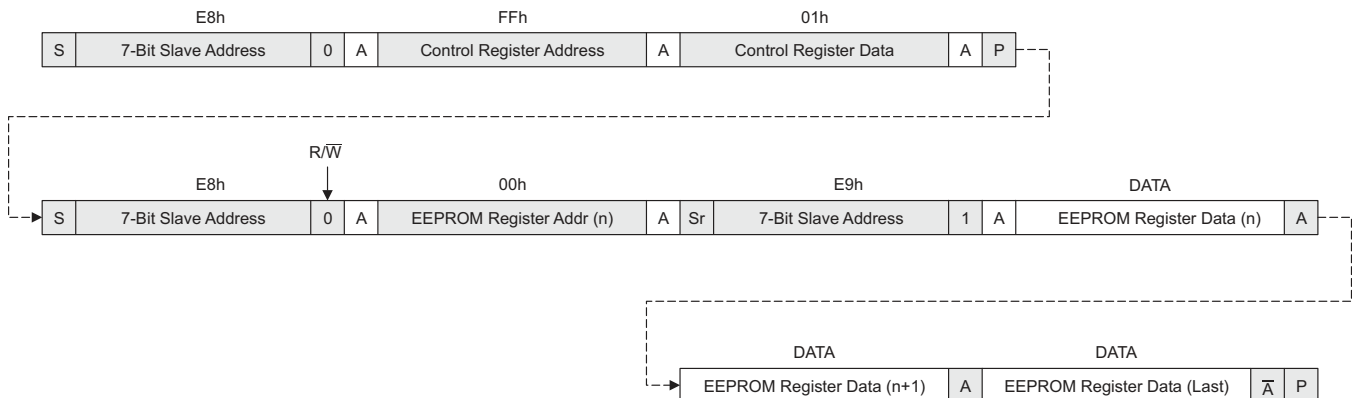 E8h FFh 01h
S 7-Bit Slave Address 0 A Control Register Address A Control Register Data A P
R/W̅
E8h 00h E9h DATA
S 7-Bit Slave Address 0 A EEPROM Register Addr (n) A Sr 7-Bit Slave Address 1 A EEPROM Register Data (n) A
DATA DATA
EEPROM Register Data (n+1) A EEPROM Register Data (Last) A̅ P